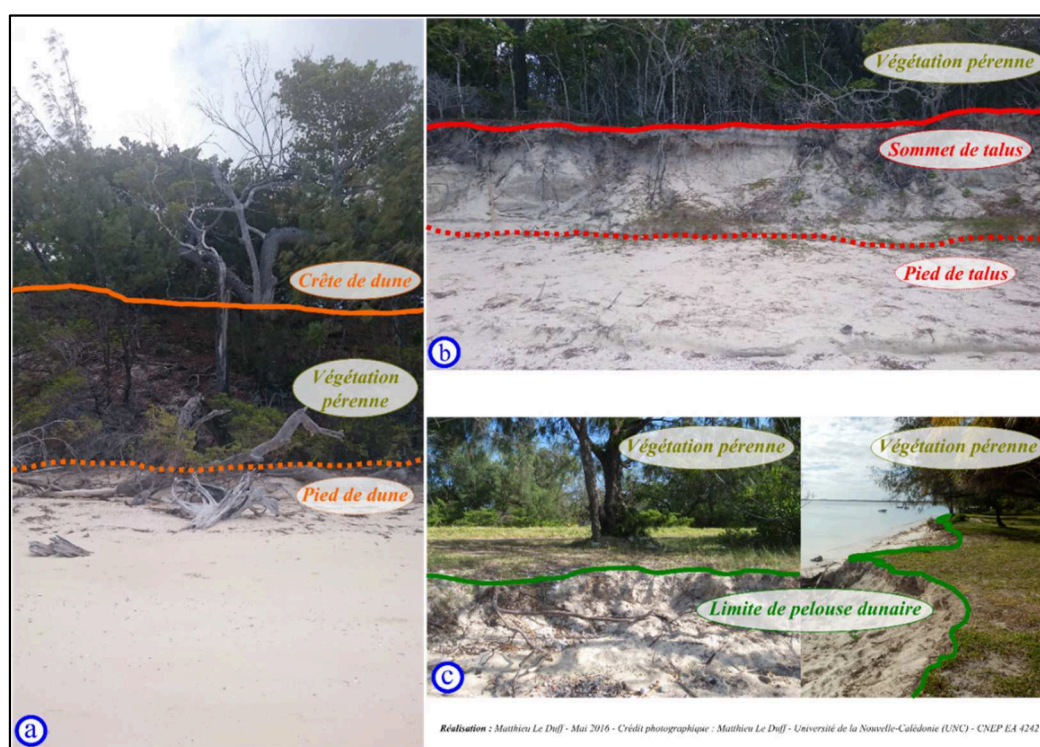 Crête de dune
Végétation
pérenne
Pied de dune
a
Végétation pérenne
Sommet de talus
Pied de talus
b
Végétation pérenne
Végétation pérenne
Limite de pelouse dunaire
c
Réalisation : Matthieu Le Duff - Mai 2016 - Crédit photographique : Matthieu Le Duff - Université de la Nouvelle-Calédonie (UNC) - CNEP EA 4242